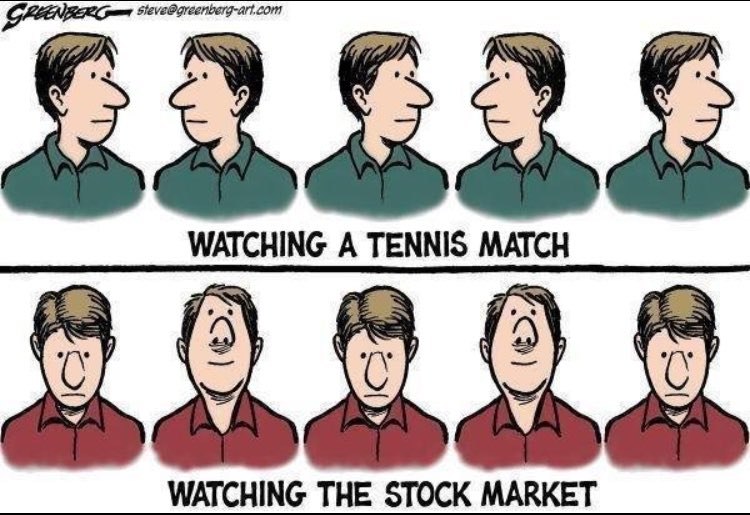 GREENBERG steve@greenberg-art.com
WATCHING A TENNIS MATCH
WATCHING THE STOCK MARKET